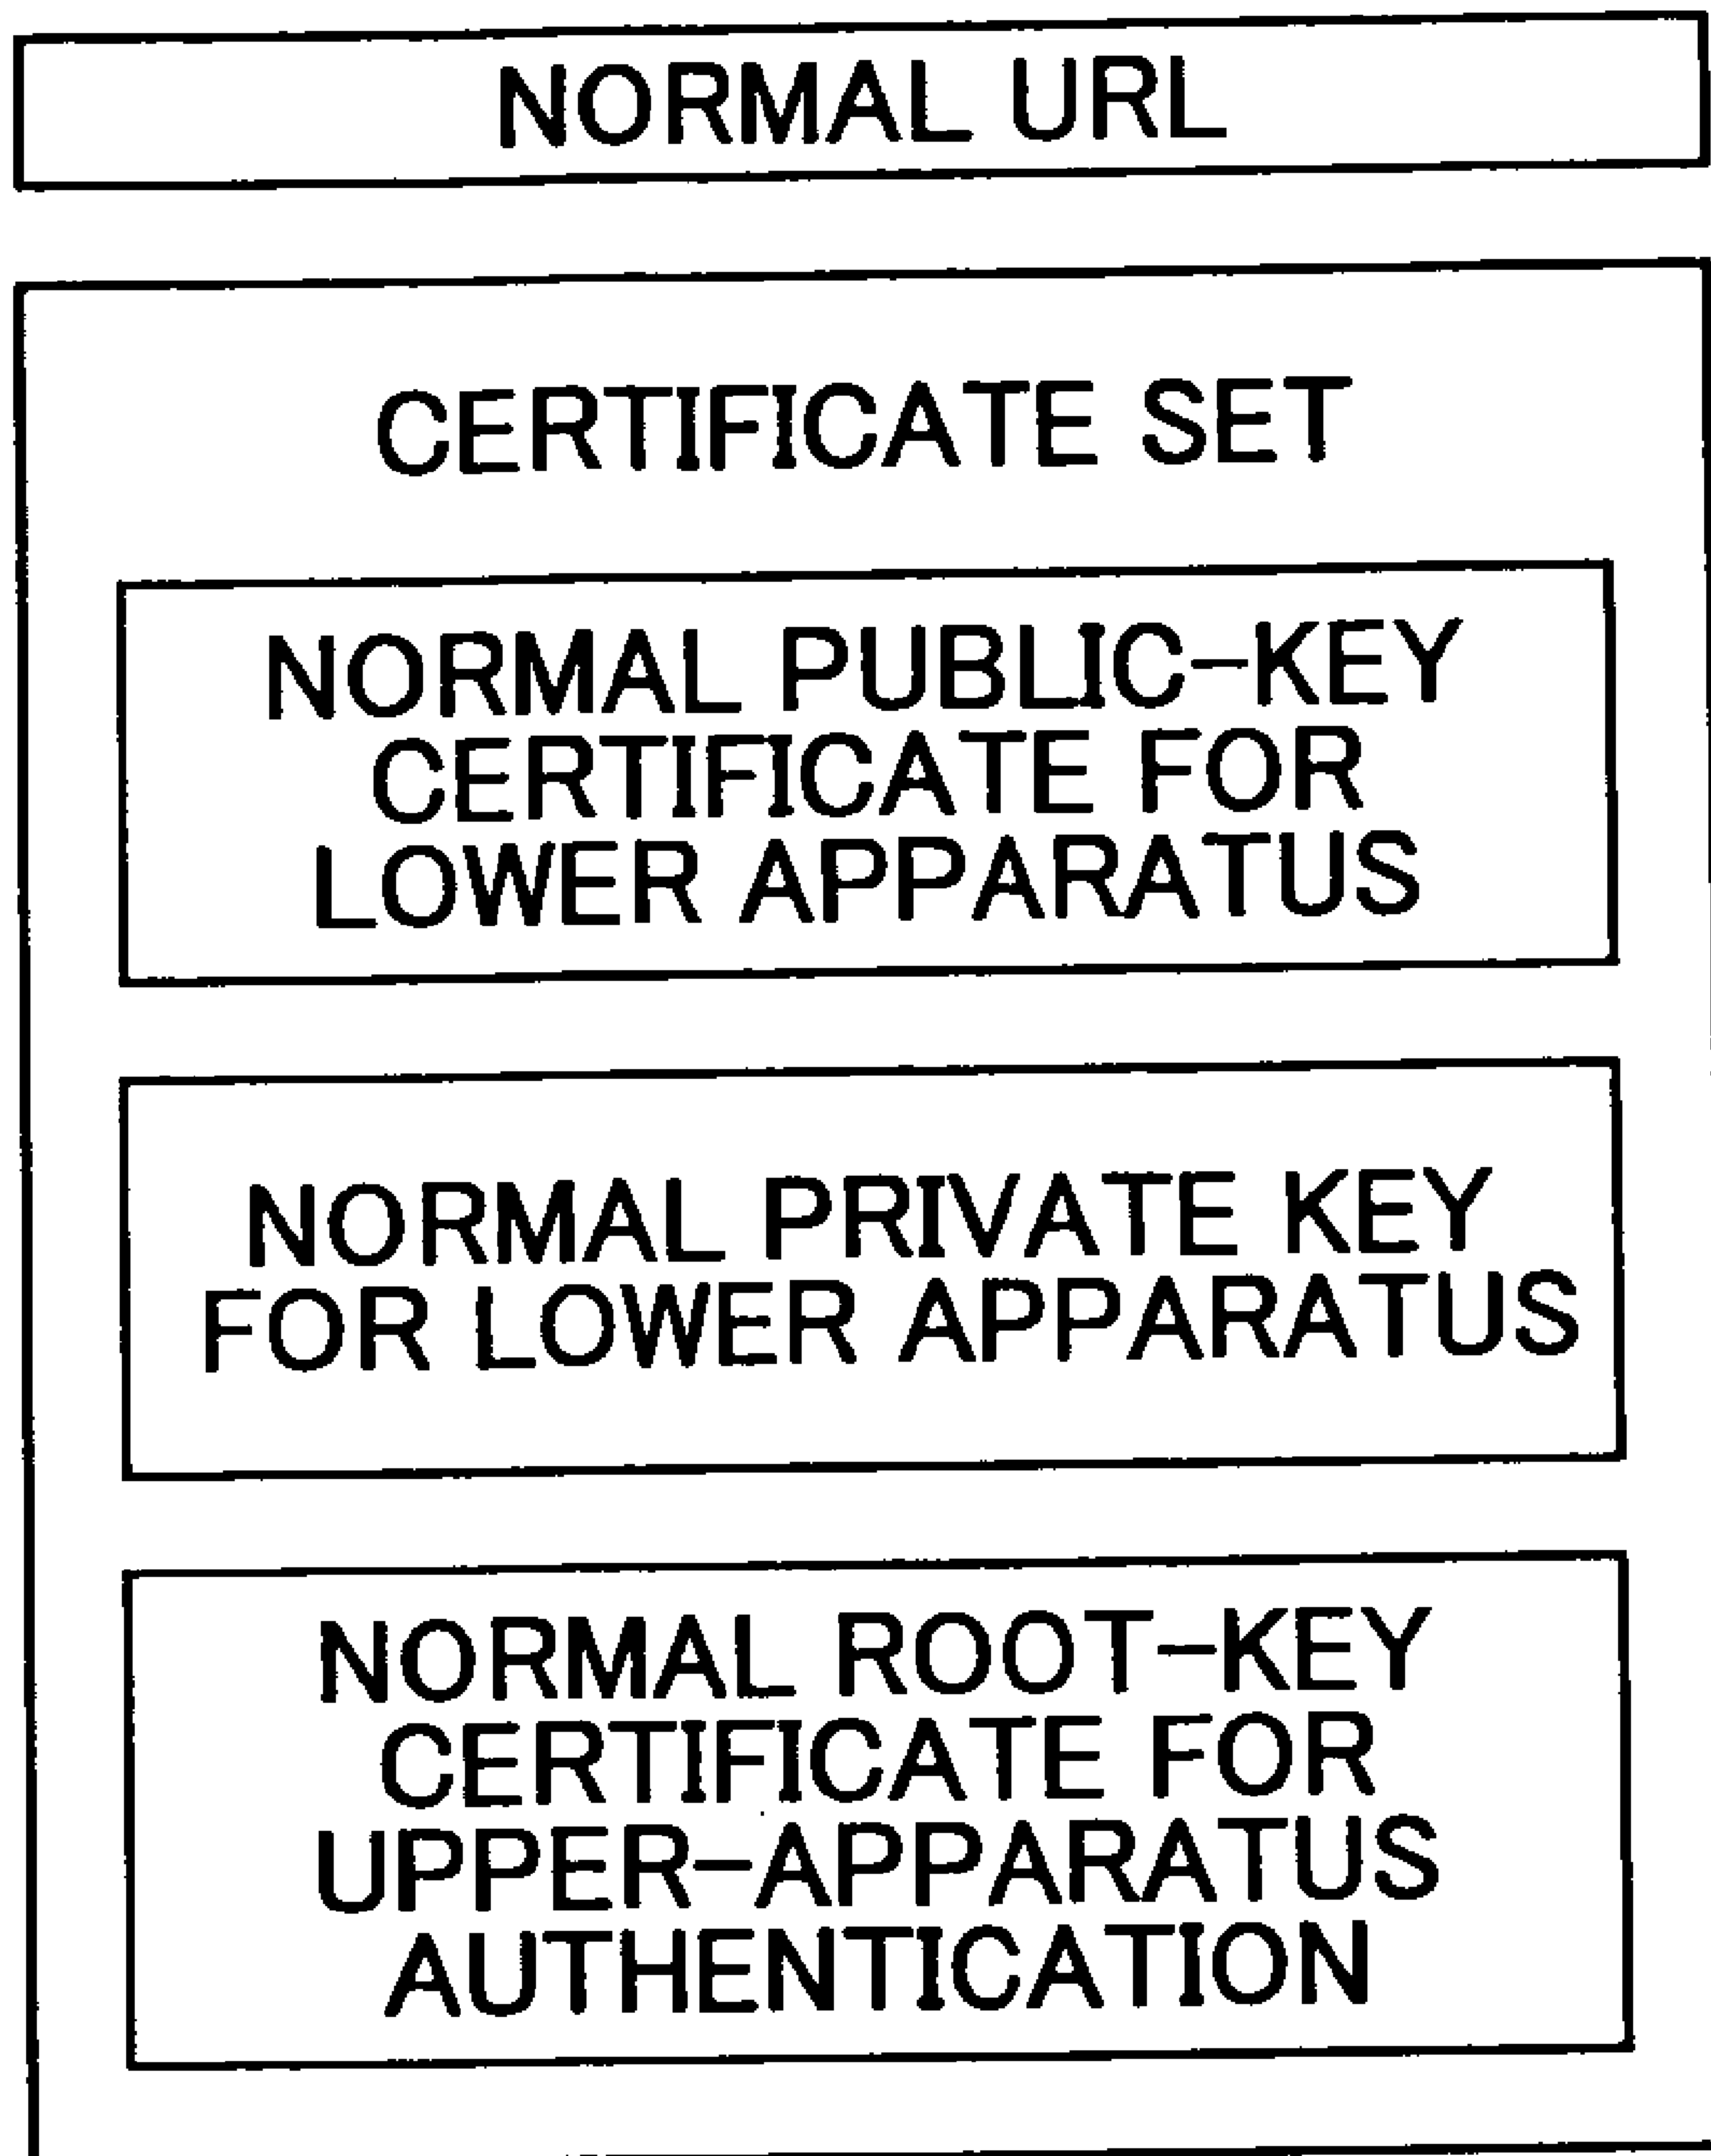 NORMAL URL
CERTIFICATE SET
NORMAL PUBLIC-KEY
CERTIFICATE FOR
LOWER APPARATUS
NORMAL PRIVATE KEY
FOR LOWER APPARATUS
NORMAL ROOT-KEY
CERTIFICATE FOR
UPPER-APPARATUS
AUTHENTICATION